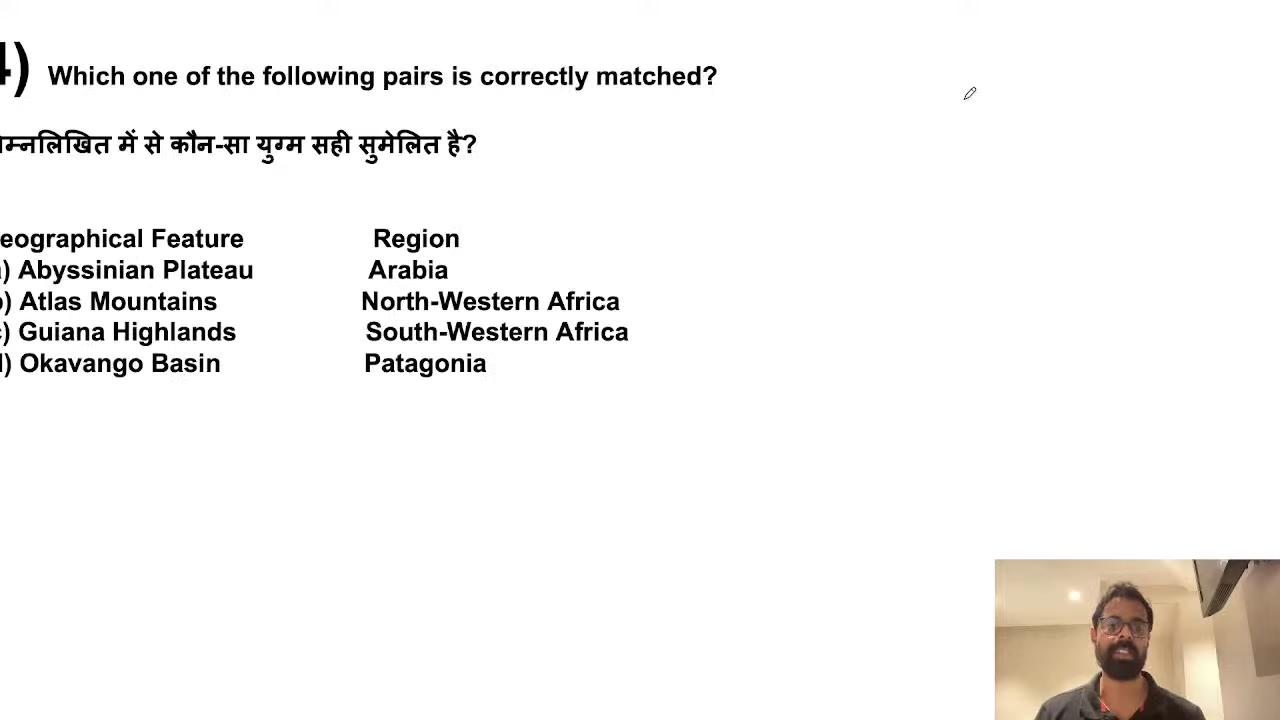 4) Which one of the following pairs is correctly matched?
निम्नलिखित में से कौन-सा युग्म सही सुमेलित है?
eographical Feature Region
a) Abyssinian Plateau Arabia
b) Atlas Mountains North-Western Africa
c) Guiana Highlands South-Western Africa
d) Okavango Basin Patagonia